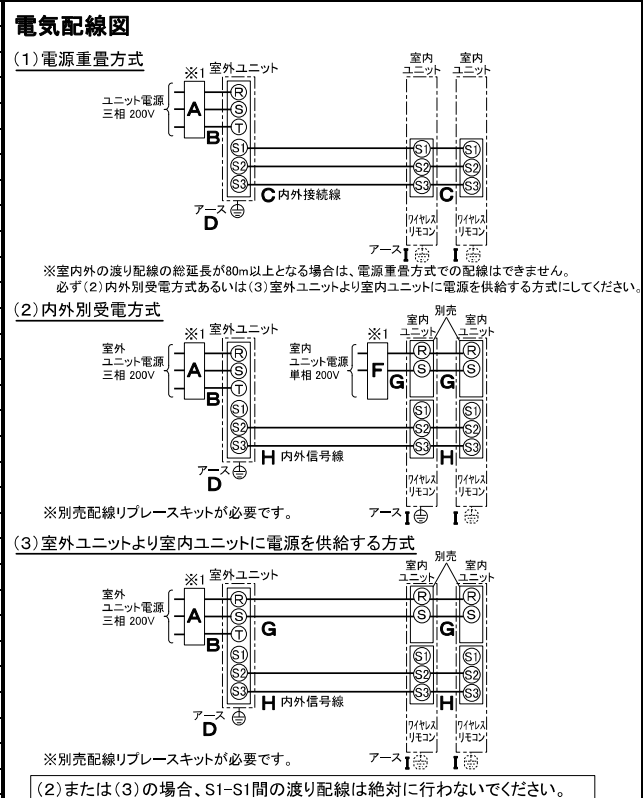 電気配線図
(1)電源重畳方式
※1 室外ユニット
室内ユニット 室内ユニット
ユニット電源
三相 200V
A
B
R
S
T
S1 S1 S1
S2 S2 S2
S3 S3 S3
C 内外接続線 C
アース
D
ワイヤレスリモコン ワイヤレスリモコン
アース I I
※室内外の渡り配線の総延長が80m以上となる場合は、電源重畳方式での配線はできません。
必ず(2)内外別受電方式あるいは(3)室外ユニットより室内ユニットに電源を供給する方式にしてください。
(2)内外別受電方式
別売
※1 室外ユニット ※1 室内ユニット 室内ユニット
室外
ユニット電源
三相 200V
A
B
室内
ユニット電源
単相 200V
F
G G
R R R
S S S
T
S1 S1 S1
S2 S2 S2
S3 S3 S3
H 内外信号線 H
アース
D
ワイヤレスリモコン ワイヤレスリモコン
※別売配線リプレースキットが必要です。
アース I I
(3)室外ユニットより室内ユニットに電源を供給する方式
別売
※1 室外ユニット 室内ユニット 室内ユニット
室外
ユニット電源
三相 200V
A
B
R R R
S S S
G G
T
S1 S1 S1
S2 S2 S2
S3 S3 S3
H 内外信号線 H
アース
D
ワイヤレスリモコン ワイヤレスリモコン
※別売配線リプレースキットが必要です。
アース I I
(2)または(3)の場合、S1-S1間の渡り配線は絶対に行わないでください。